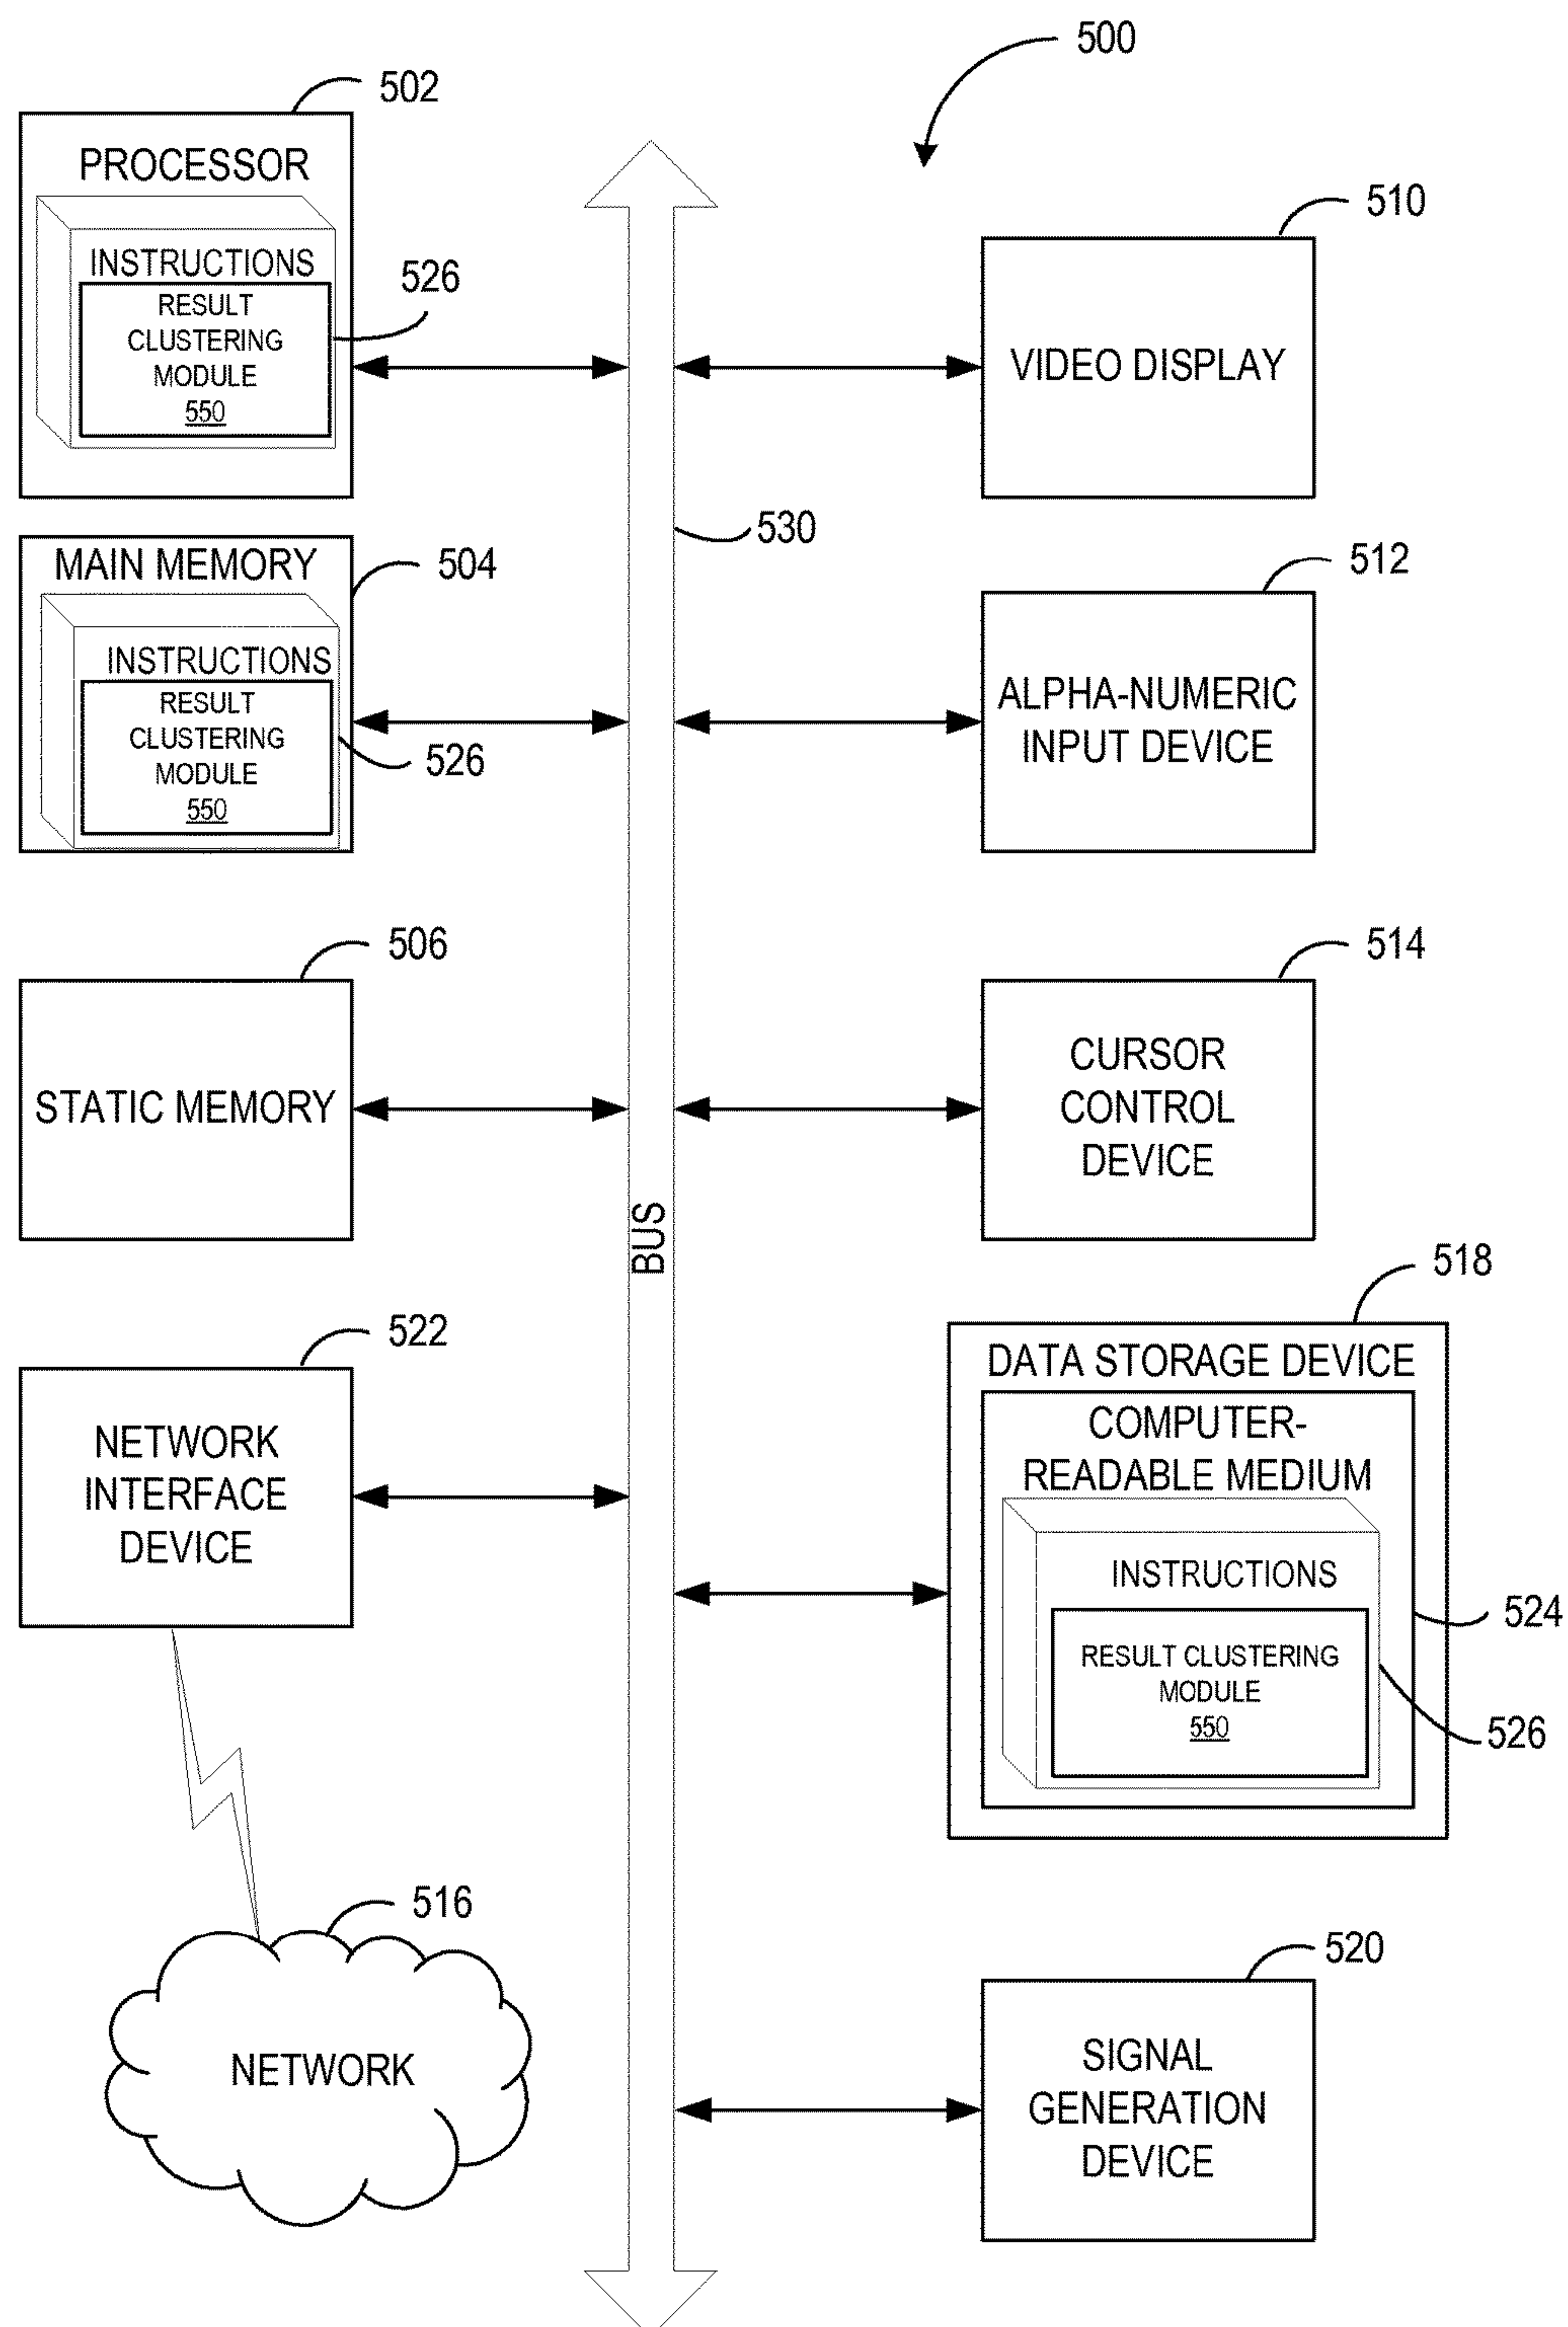 500
502
PROCESSOR
INSTRUCTIONS
RESULT
CLUSTERING
MODULE
550
526
510
VIDEO DISPLAY
530
MAIN MEMORY
504
INSTRUCTIONS
RESULT
CLUSTERING
MODULE
550
526
512
ALPHA-NUMERIC
INPUT DEVICE
506
STATIC MEMORY
514
CURSOR
CONTROL
DEVICE
BUS
522
NETWORK
INTERFACE
DEVICE
518
DATA STORAGE DEVICE
COMPUTER-
READABLE MEDIUM
INSTRUCTIONS
524
RESULT CLUSTERING
MODULE
550
526
516
NETWORK
520
SIGNAL
GENERATION
DEVICE